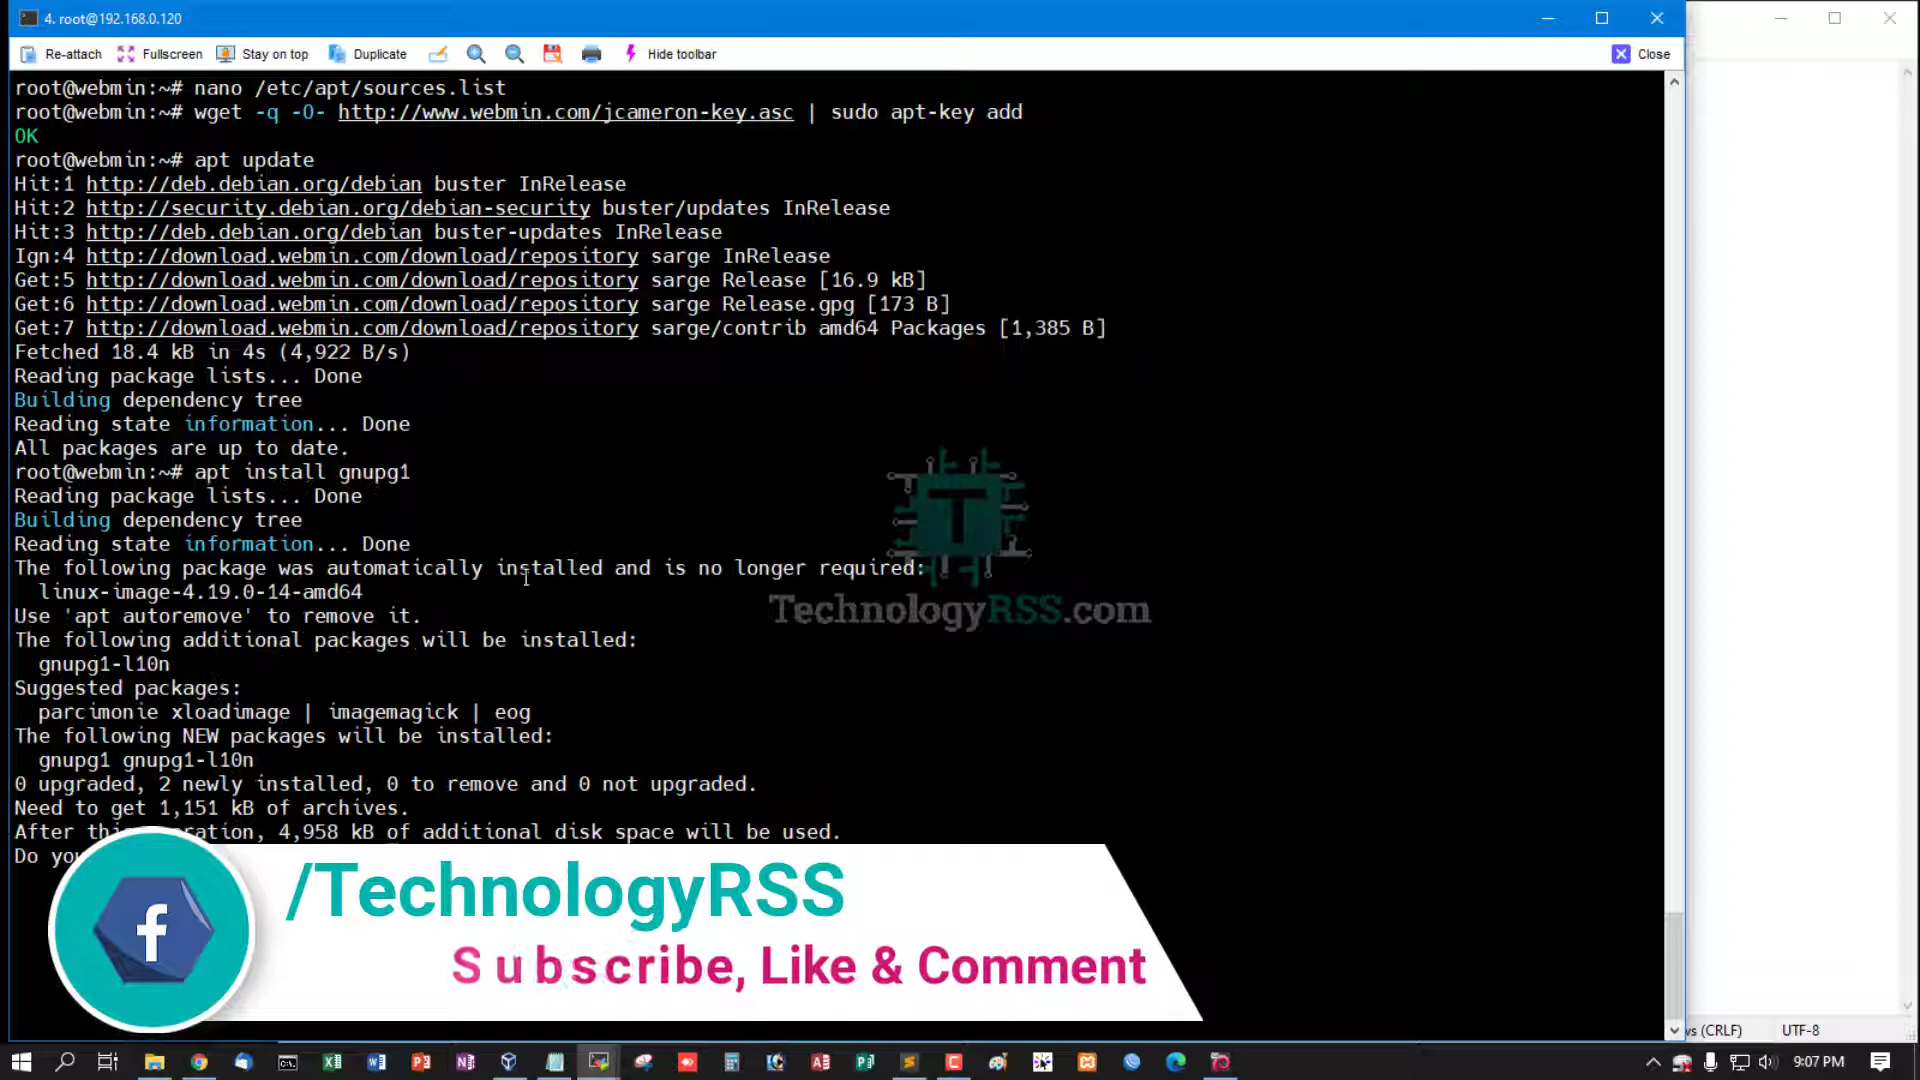 4. root@192.168.0.120
Re-attach Fullscreen Stay on top Duplicate Hide toolbar Close
root@webmin:~# nano /etc/apt/sources.list
root@webmin:~# wget -q -O- http://www.webmin.com/jcameron-key.asc | sudo apt-key add
OK
root@webmin:~# apt update
Hit:1 http://deb.debian.org/debian buster InRelease
Hit:2 http://security.debian.org/debian-security buster/updates InRelease
Hit:3 http://deb.debian.org/debian buster-updates InRelease
Ign:4 http://download.webmin.com/download/repository sarge InRelease
Get:5 http://download.webmin.com/download/repository sarge Release [16.9 kB]
Get:6 http://download.webmin.com/download/repository sarge Release.gpg [173 B]
Get:7 http://download.webmin.com/download/repository sarge/contrib amd64 Packages [1,385 B]
Fetched 18.4 kB in 4s (4,922 B/s)
Reading package lists... Done
Building dependency tree
Reading state information... Done
All packages are up to date.
root@webmin:~# apt install gnupg1
Reading package lists... Done
Building dependency tree
Reading state information... Done
The following package was automatically installed and is no longer required:
linux-image-4.19.0-14-amd64
Use 'apt autoremove' to remove it.
The following additional packages will be installed:
gnupg1-l10n
Suggested packages:
parcimonie xloadimage | imagemagick | eog
The following NEW packages will be installed:
gnupg1 gnupg1-l10n
0 upgraded, 2 newly installed, 0 to remove and 0 not upgraded.
Need to get 1,151 kB of archives.
After this operation, 4,958 kB of additional disk space will be used.
Do you
TechnologyRSS.com
/TechnologyRSS
Subscribe, Like & Comment
(CRLF) UTF-8
9:07 PM